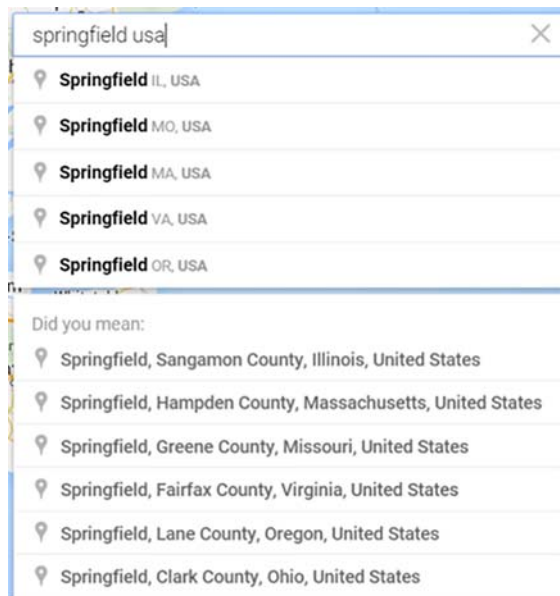 springfield usa
Springfield IL, USA
Springfield MO, USA
Springfield MA, USA
Springfield VA, USA
Springfield OR, USA
Did you mean:
Springfield, Sangamon County, Illinois, United States
Springfield, Hampden County, Massachusetts, United States
Springfield, Greene County, Missouri, United States
Springfield, Fairfax County, Virginia, United States
Springfield, Lane County, Oregon, United States
Springfield, Clark County, Ohio, United States